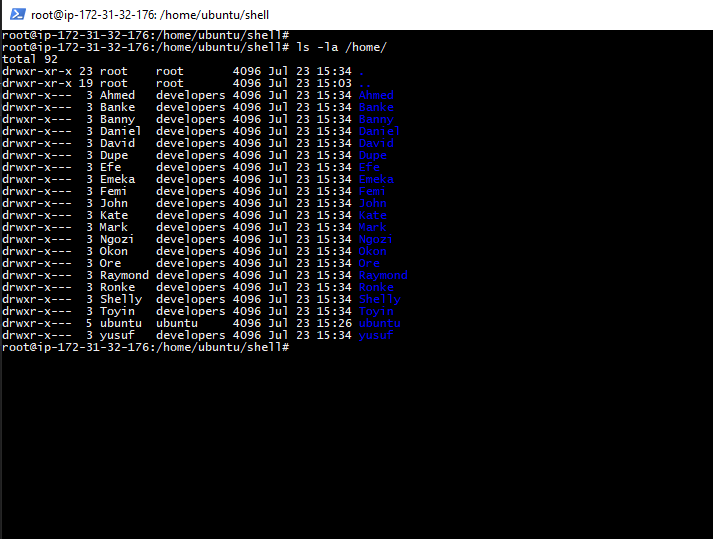 root@ip-172-31-32-176: /home/ubuntu/shell
root@ip-172-31-32-176:/home/ubuntu/shell#
root@ip-172-31-32-176:/home/ubuntu/shell# ls -la /home/
total 92
drwxr-xr-x 23 root   root       4096 Jul 23 15:34 .
drwxr-xr-x 19 root   root       4096 Jul 23 15:03 ..
drwxr-x---  3 Ahmed   developers 4096 Jul 23 15:34 Ahmed
drwxr-x---  3 Banke   developers 4096 Jul 23 15:34 Banke
drwxr-x---  3 Banny   developers 4096 Jul 23 15:34 Banny
drwxr-x---  3 Daniel  developers 4096 Jul 23 15:34 Daniel
drwxr-x---  3 David   developers 4096 Jul 23 15:34 David
drwxr-x---  3 Dupe    developers 4096 Jul 23 15:34 Dupe
drwxr-x---  3 Efe     developers 4096 Jul 23 15:34 Efe
drwxr-x---  3 Emeka   developers 4096 Jul 23 15:34 Emeka
drwxr-x---  3 Femi    developers 4096 Jul 23 15:34 Femi
drwxr-x---  3 John    developers 4096 Jul 23 15:34 John
drwxr-x---  3 Kate    developers 4096 Jul 23 15:34 Kate
drwxr-x---  3 Mark    developers 4096 Jul 23 15:34 Mark
drwxr-x---  3 Ngozi   developers 4096 Jul 23 15:34 Ngozi
drwxr-x---  3 Okon    developers 4096 Jul 23 15:34 Okon
drwxr-x---  3 Ore     developers 4096 Jul 23 15:34 Ore
drwxr-x---  3 Raymond developers 4096 Jul 23 15:34 Raymond
drwxr-x---  3 Ronke   developers 4096 Jul 23 15:34 Ronke
drwxr-x---  3 Shelly  developers 4096 Jul 23 15:34 Shelly
drwxr-x---  3 Toyin   developers 4096 Jul 23 15:34 Toyin
drwxr-x---  5 ubuntu  ubuntu     4096 Jul 23 15:26 ubuntu
drwxr-x---  3 yusuf   developers 4096 Jul 23 15:34 yusuf
root@ip-172-31-32-176:/home/ubuntu/shell#